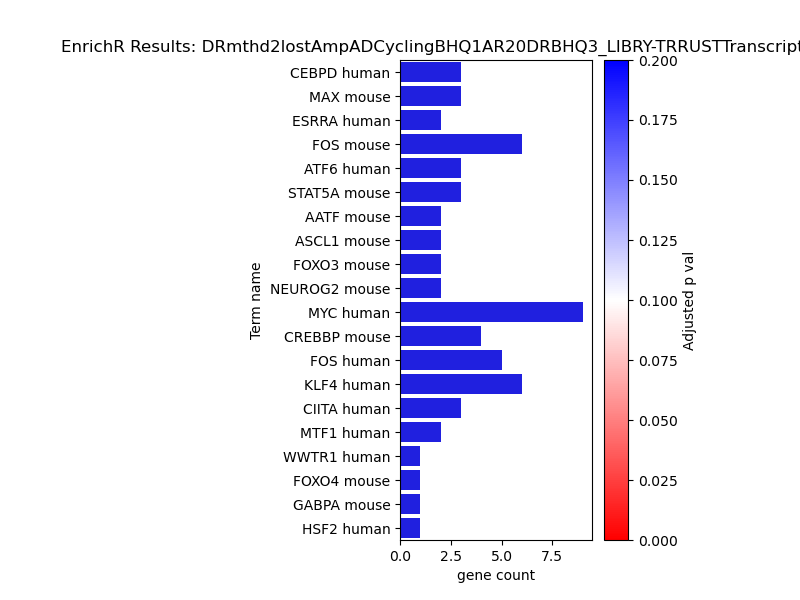 EnrichR Results: DRmthd2lostAmpADCyclingBHQ1AR20DRBHQ3_LIBRY-TRRUSTTranscript
CEBPD human
MAX mouse
ESRRA human
FOS mouse
ATF6 human
STAT5A mouse
AATF mouse
ASCL1 mouse
FOXO3 mouse
NEUROG2 mouse
MYC human
CREBBP mouse
FOS human
KLF4 human
CIITA human
MTF1 human
WWTR1 human
FOXO4 mouse
GABPA mouse
HSF2 human
Term name
0.0 2.5 5.0 7.5
gene count
0.200
0.175
0.150
0.125
0.100
0.075
0.050
0.025
0.000
Adjusted p val